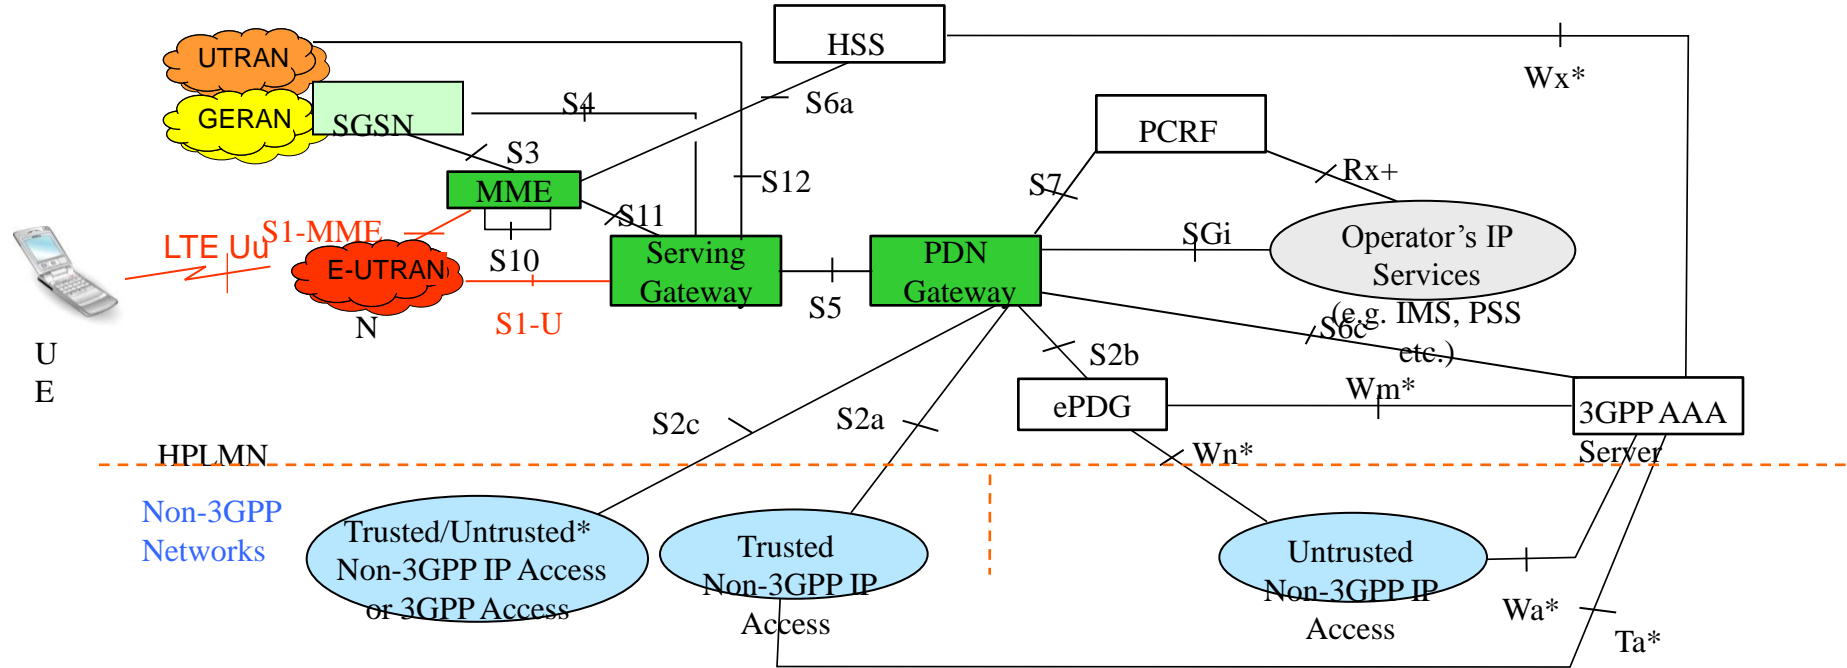 HSS
UTRAN
Wx*
S4
S6a
GERAN
SGSN
PCRF
S3
Rx+
MME
S12
S7
S11
S1-MME
LTE Uu
SGi
Operator's IP
Services
(e.g. IMS, PSS
etc.)
S10
Serving
Gateway
PDN
Gateway
E-UTRAN
N
S1-U
S5
S6c
U
E
S2b
Wm*
ePDG
3GPP AAA
Server
S2c
S2a
HPLMN
Wn*
Non-3GPP
Networks
Trusted/Untrusted*
Non-3GPP IP Access
or 3GPP Access
Trusted
Non-3GPP IP
Access
Untrusted
Non-3GPP IP
Access
Wa*
Ta*